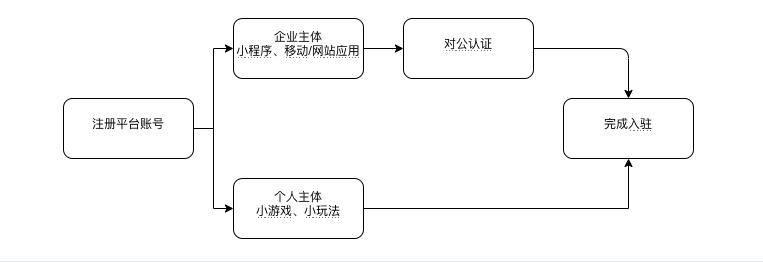 企业主体
小程序、移动/网站应用
对公认证
注册平台账号
完成入驻
个人主体
小游戏、小玩法